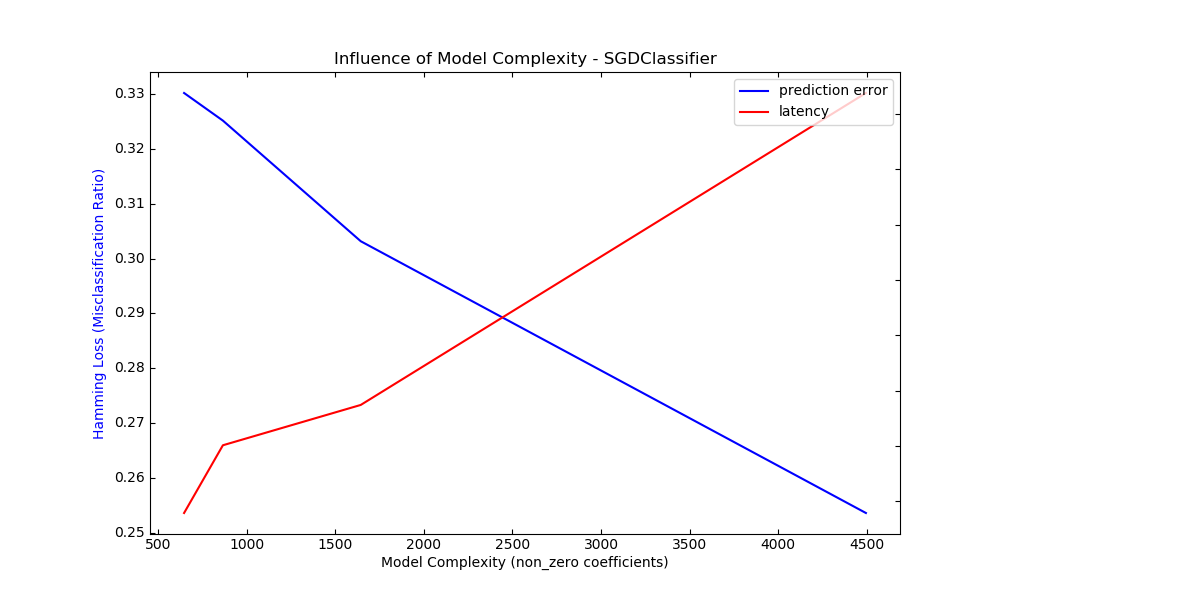 Influence of Model Complexity - SGDClassifier
prediction error
latency
Hamming Loss (Misclassification Ratio)
0.33
0.32
0.31
0.30
0.29
0.28
0.27
0.26
0.25
500 1000 1500 2000 2500 3000 3500 4000 4500
Model Complexity (non_zero coefficients)